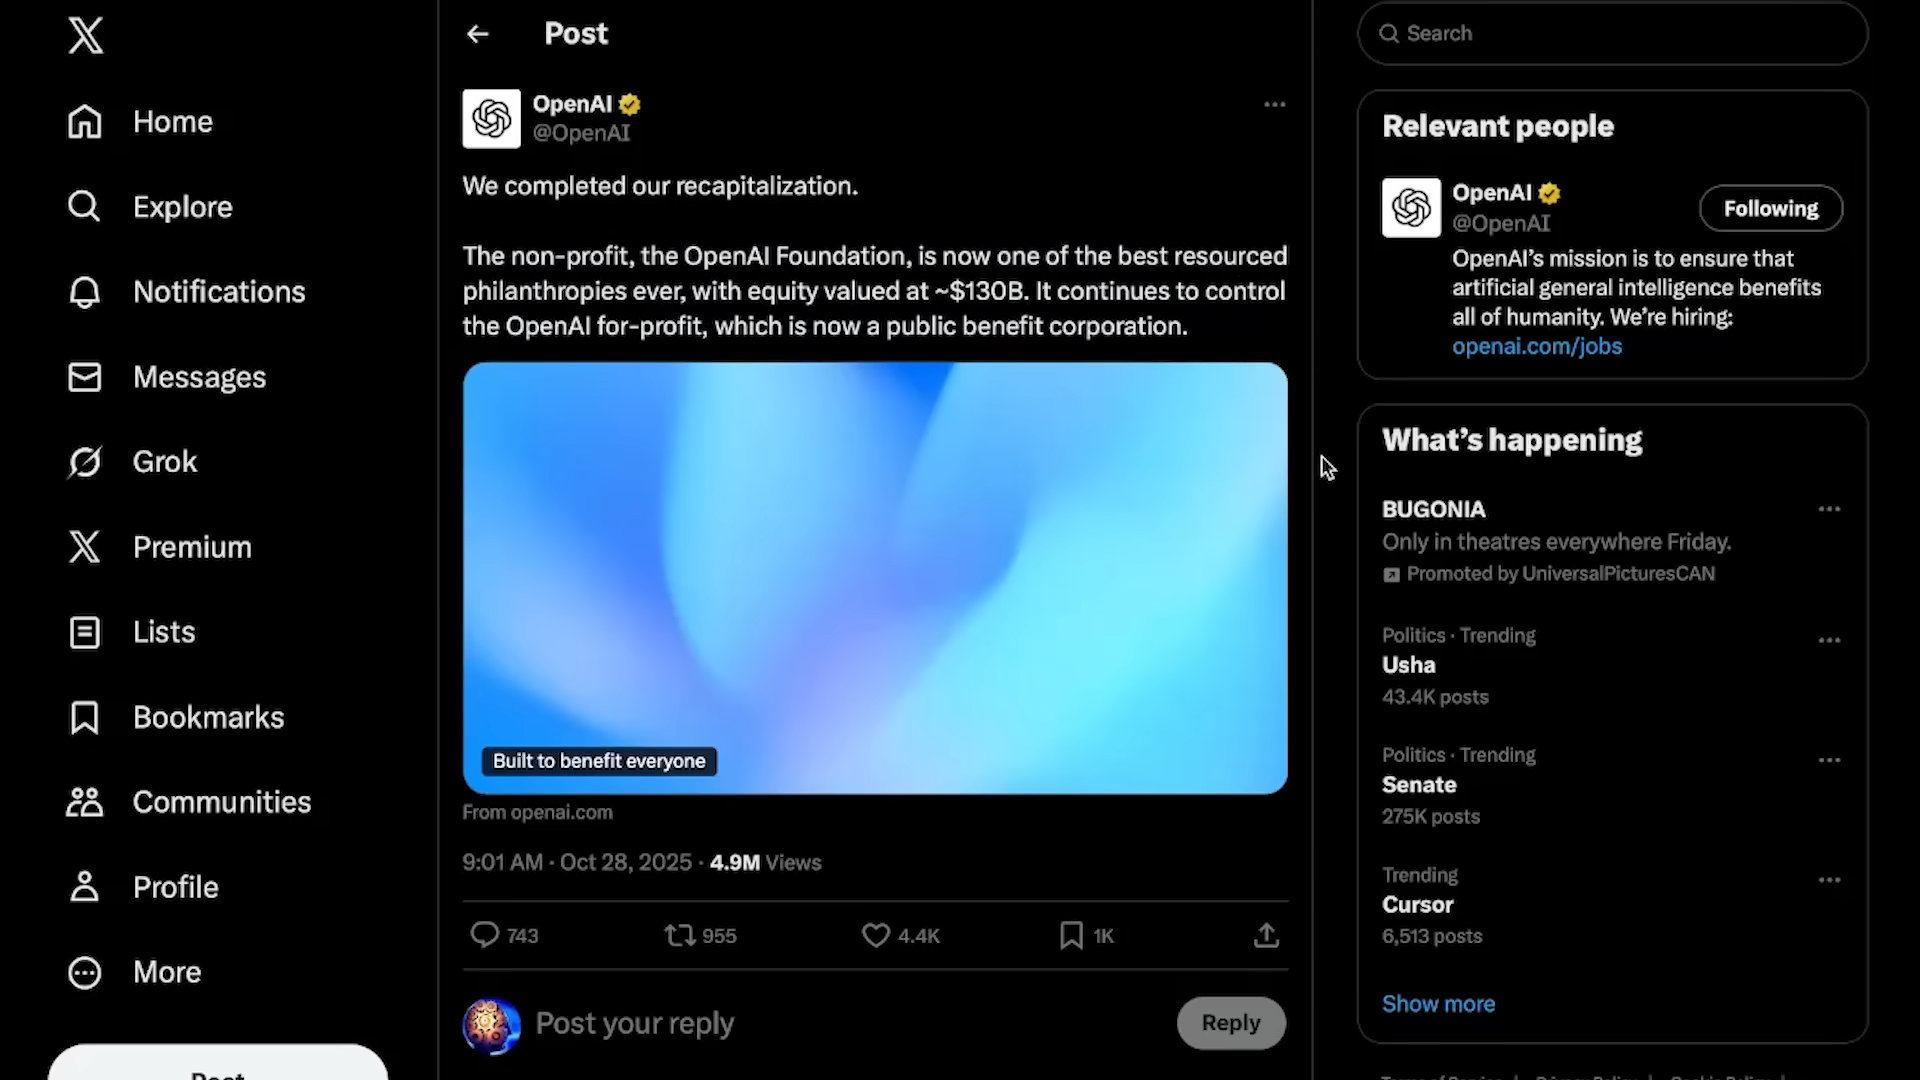 Home
Explore
Notifications
Messages
Grok
Premium
Lists
Bookmarks
Communities
Profile
More
Post
Post
OpenAI
@OpenAI
We completed our recapitalization.
The non-profit, the OpenAI Foundation, is now one of the best resourced
philanthropies ever, with equity valued at ~$130B. It continues to control
the OpenAI for-profit, which is now a public benefit corporation.
Built to benefit everyone
From openai.com
9:01 AM · Oct 28, 2025 · 4.9M Views
743 955 4.4K 1K
Post your reply
Reply
Search
Relevant people
OpenAI
@OpenAI
Following
OpenAI’s mission is to ensure that
artificial general intelligence benefits
all of humanity. We’re hiring:
openai.com/jobs
What’s happening
BUGONIA
Only in theatres everywhere Friday.
Promoted by UniversalPicturesCAN
Politics · Trending
Usha
43.4K posts
Politics · Trending
Senate
275K posts
Trending
Cursor
6,513 posts
Show more